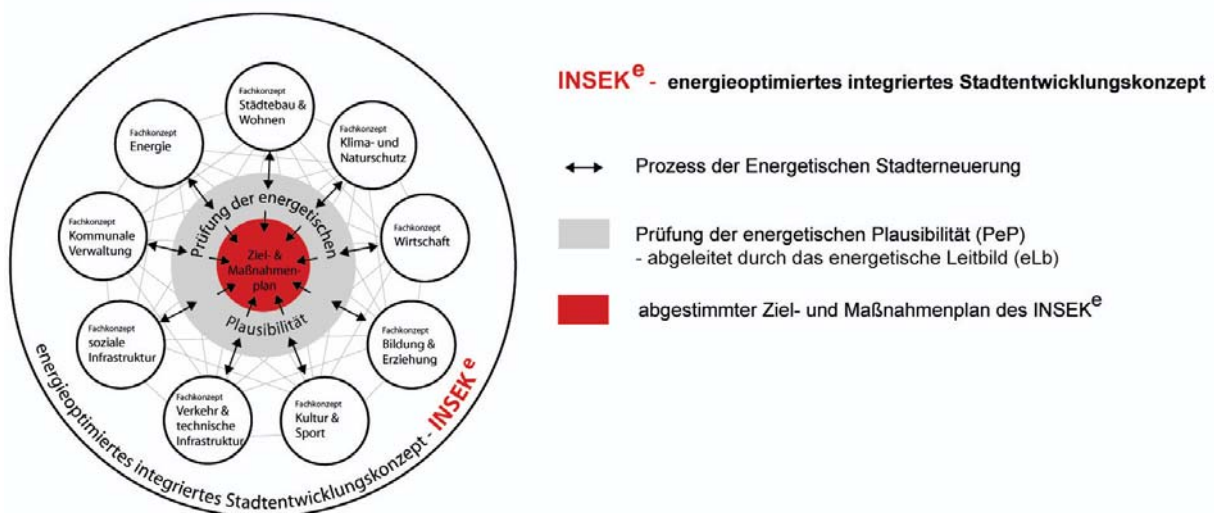 Fachkonzept
Städtebau &
Wohnen
Fachkonzept
Klima- und
Naturschutz
Fachkonzept
Wirtschaft
Fachkonzept
Bildung &
Erziehung
Fachkonzept
Kultur &
Sport
Fachkonzept
Verkehr &
technische
Infrastruktur
Fachkonzept
soziale
Infrastruktur
Fachkonzept
Kommunale
Verwaltung
Fachkonzept
Energie
Prüfung der energetischen
Plausibilität
Ziel- &
Maßnahmen-
plan
energieoptimiertes integriertes Stadtentwicklungskonzept - INSEK e
INSEK e - energieoptimiertes integriertes Stadtentwicklungskonzept
Prozess der Energetischen Stadterneuerung
Prüfung der energetischen Plausibilität (PeP)
- abgeleitet durch das energetische Leitbild (eLb)
abgestimmter Ziel- und Maßnahmenplan des INSEK e